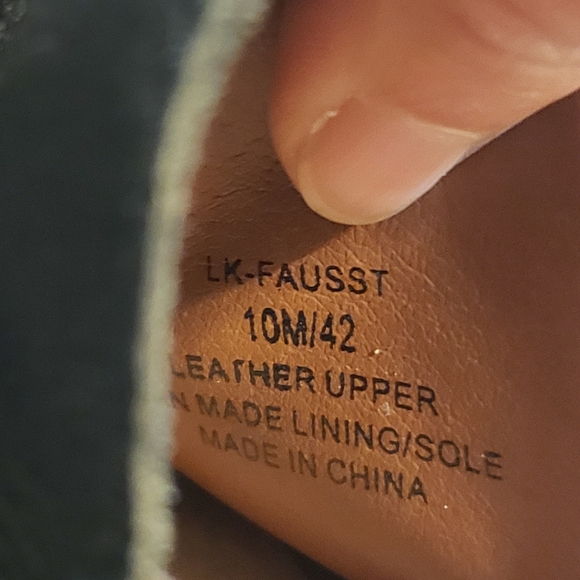 LK-FAUSST
10M/42
LEATHER UPPER
N MADE LINING/SOLE
MADE IN CHINA